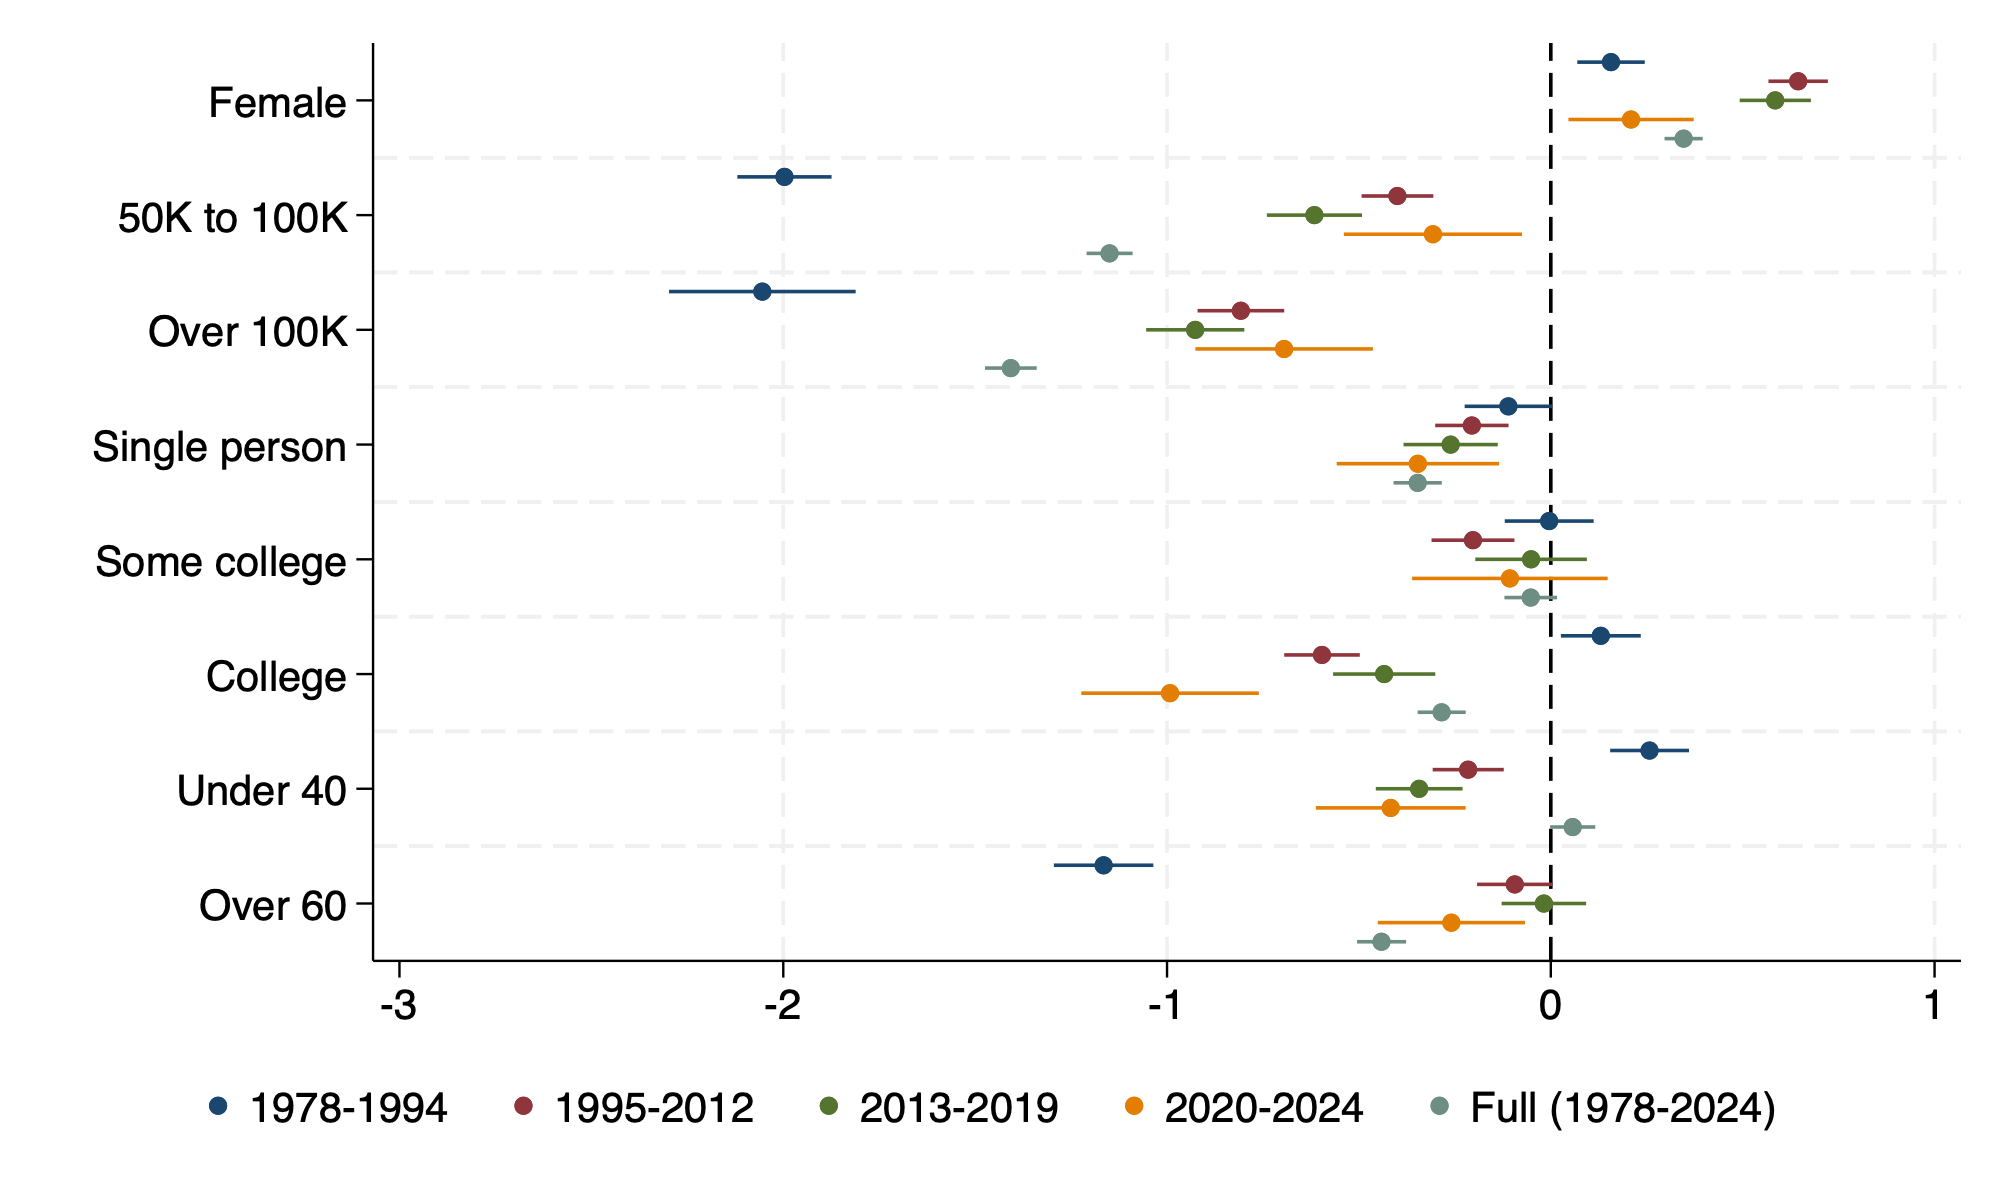 Female
50K to 100K
Over 100K
Single person
Some college
College
Under 40
Over 60
-3 -2 -1 0 1
1978-1994 1995-2012 2013-2019 2020-2024 Full (1978-2024)